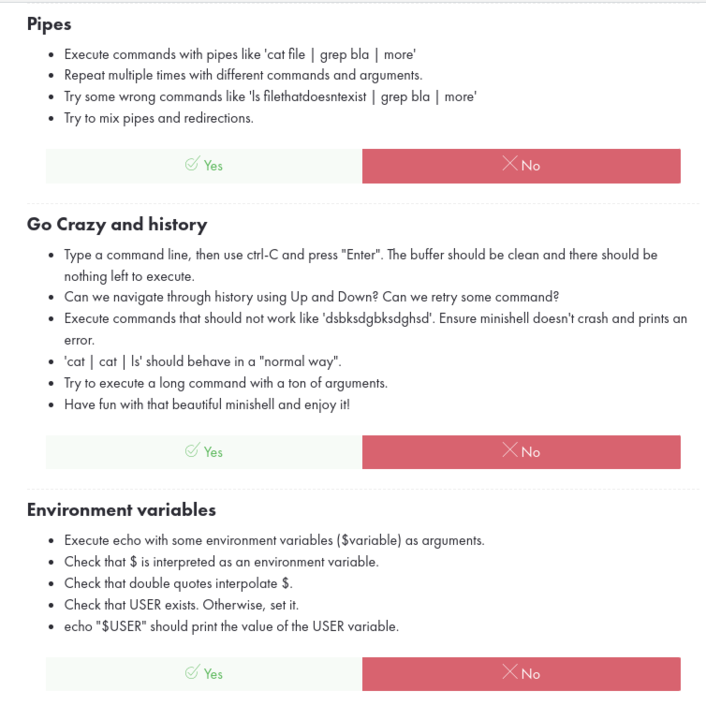 Pipes
Execute commands with pipes like 'cat file | grep bla | more'
Repeat multiple times with different commands and arguments.
Try some wrong commands like 'ls filethatdoesntexist | grep bla | more'
Try to mix pipes and redirections.
Yes
No
Go Crazy and history
Type a command line, then use ctrl-C and press "Enter". The buffer should be clean and there should be
nothing left to execute.
Can we navigate through history using Up and Down? Can we retry some command?
Execute commands that should not work like 'dsbksdgbksdghsd'. Ensure minishell doesn't crash and prints an
error.
'cat | cat | ls' should behave in a "normal way".
Try to execute a long command with a ton of arguments.
Have fun with that beautiful minishell and enjoy it!
Yes
No
Environment variables
Execute echo with some environment variables ($variable) as arguments.
Check that $ is interpreted as an environment variable.
Check that double quotes interpolate $.
Check that USER exists. Otherwise, set it.
echo "$USER" should print the value of the USER variable.
Yes
No